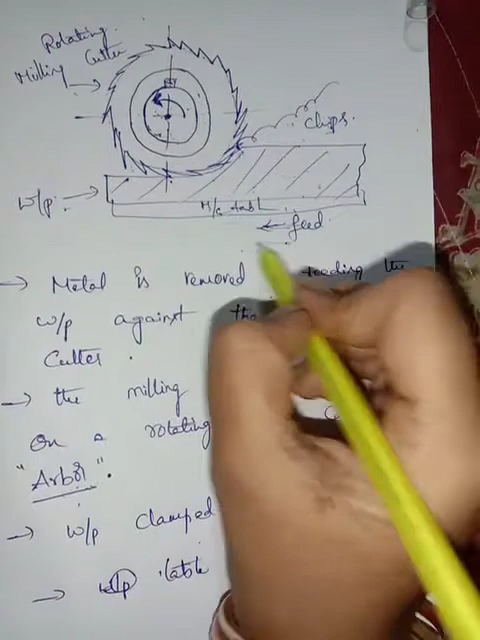 Rotating
Milling Cutter
Chips.
W/p.
M/c tabl
← feed
→ Metal is removed feeding the
W/p against the
Cutter.
→ the milling
On a rotating
"Arbor".
→ W/p clamped
→ table